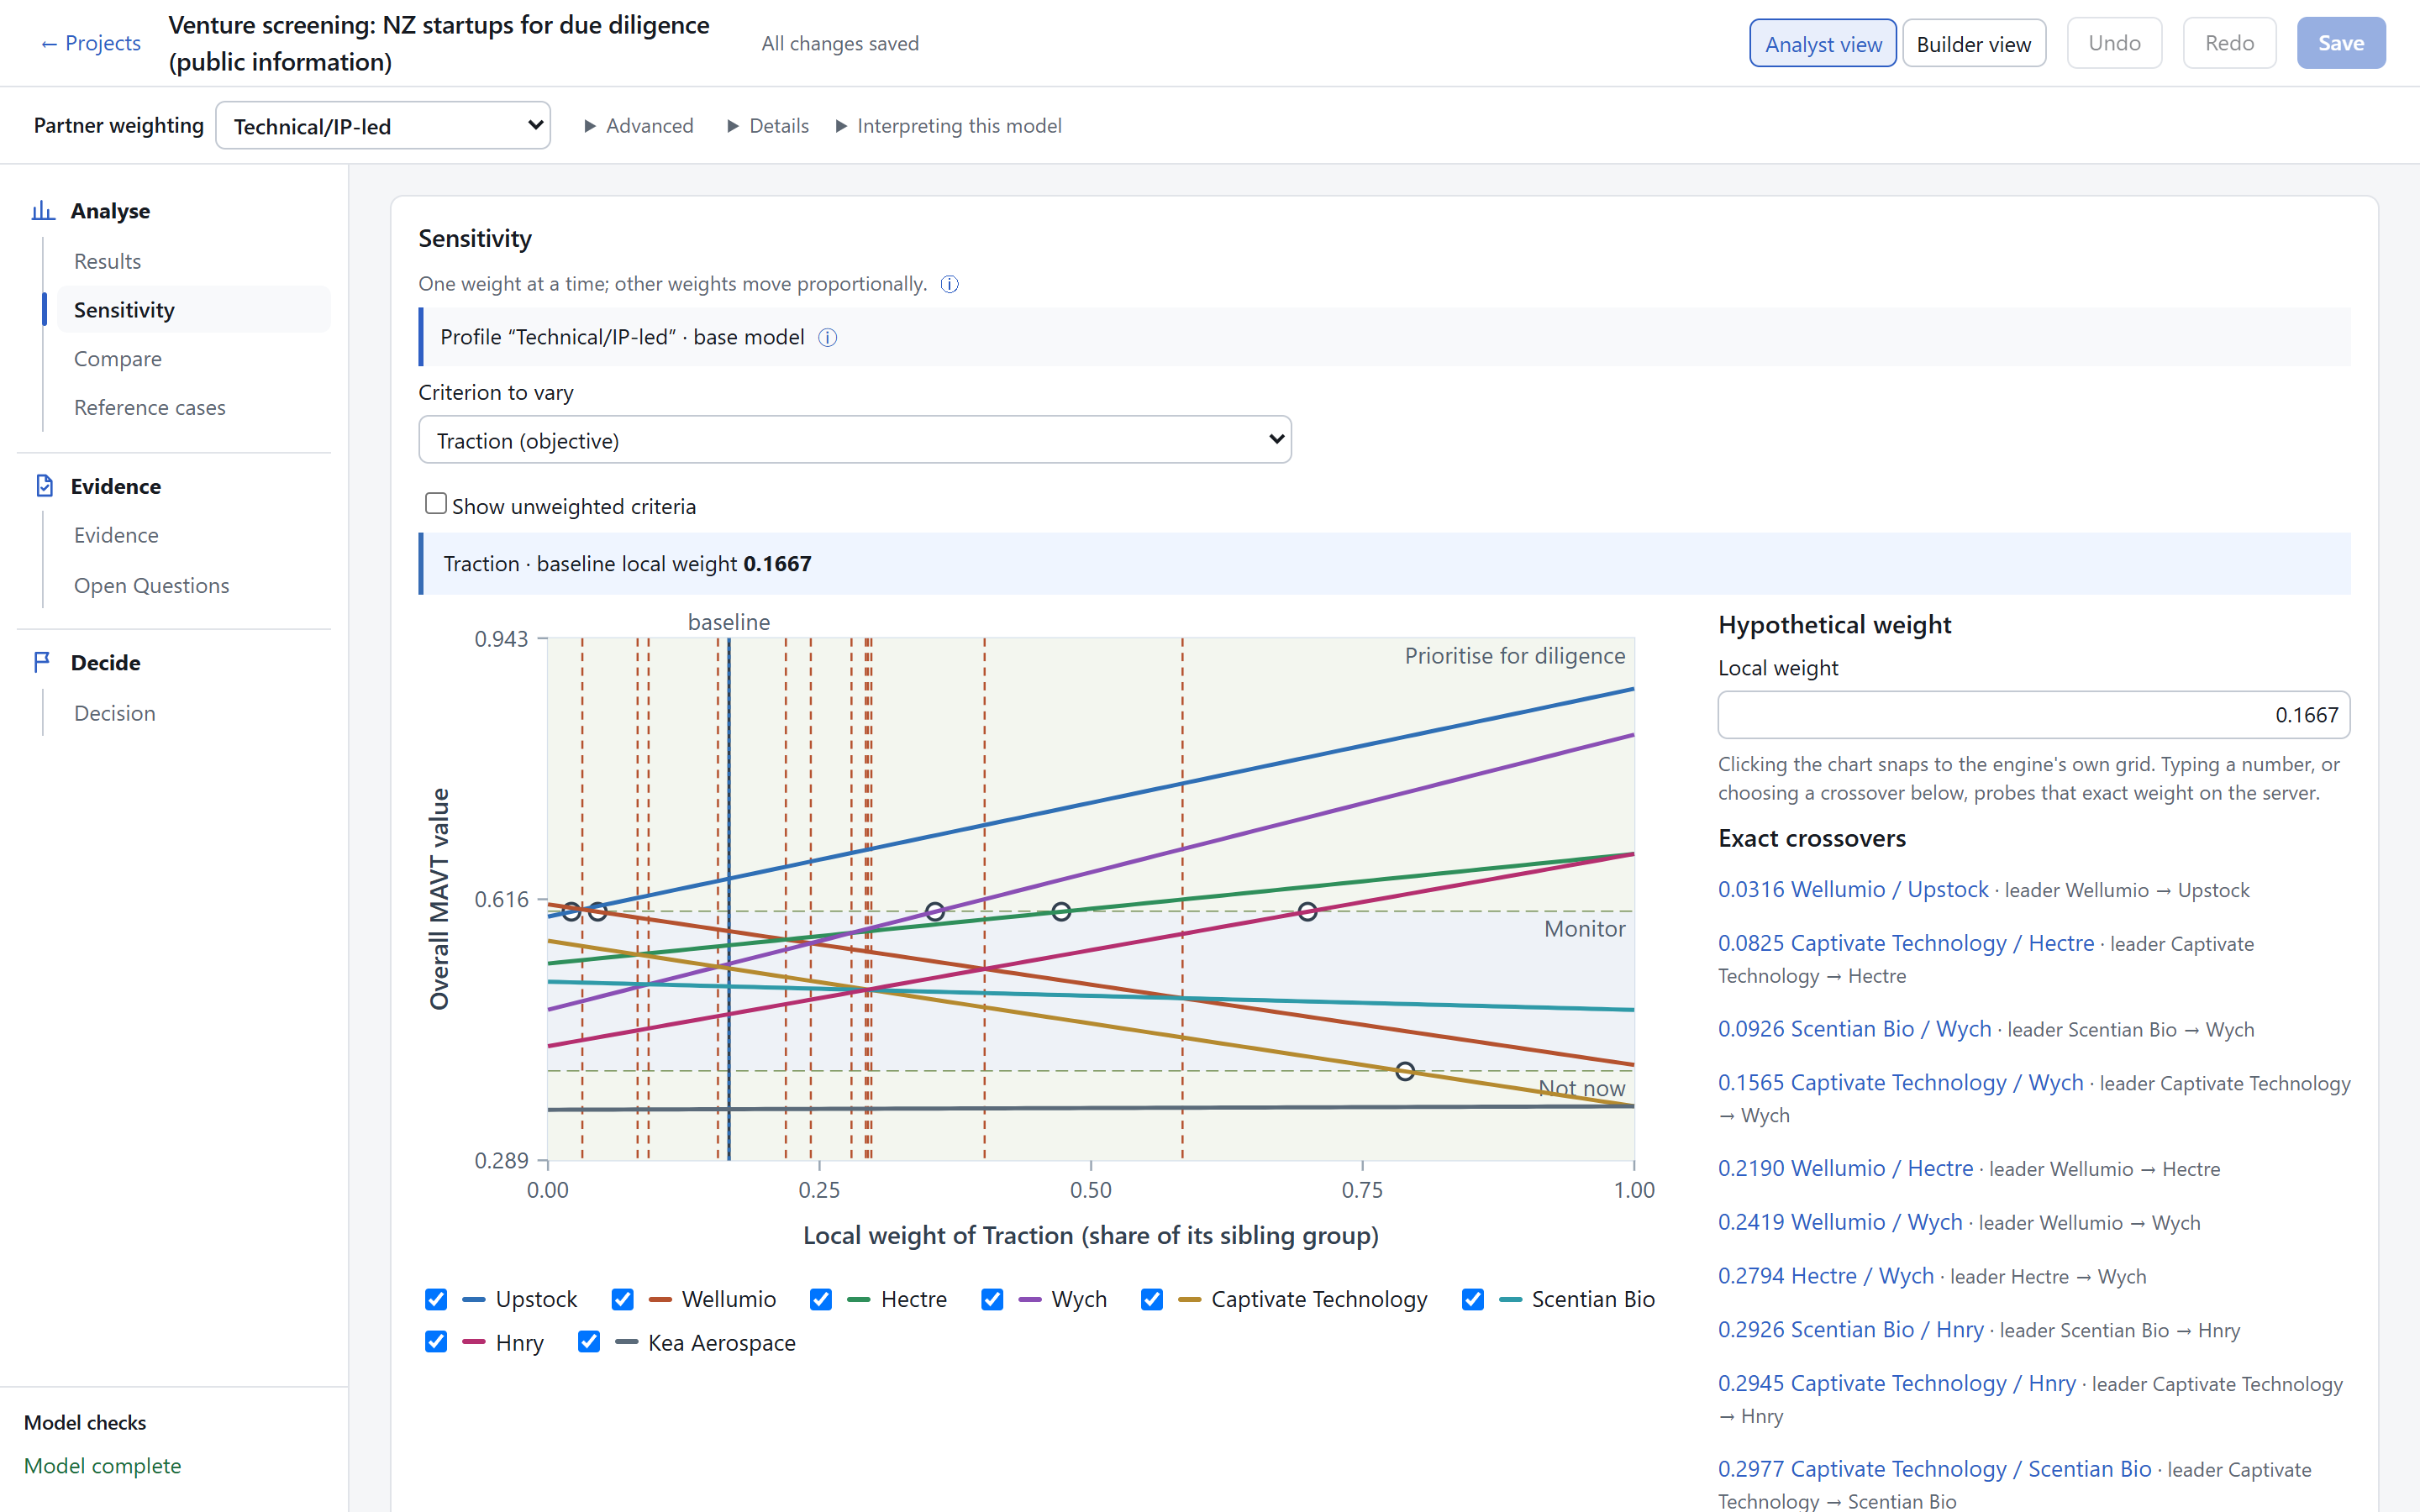 ← Projects
Venture screening: NZ startups for due diligence
(public information)
All changes saved
Analyst view
Builder view
Undo
Redo
Save
Partner weighting
Technical/IP-led
▶ Advanced
▶ Details
▶ Interpreting this model
Analyse
Results
Sensitivity
Compare
Reference cases
Evidence
Evidence
Open Questions
Decide
Decision
Model checks
Model complete
Sensitivity
One weight at a time; other weights move proportionally. ⓘ
Profile “Technical/IP-led” · base model ⓘ
Criterion to vary
Traction (objective)
Show unweighted criteria
Traction · baseline local weight 0.1667
baseline
0.943
0.616
0.289
Overall MAVT value
Prioritise for diligence
Monitor
Not now
0.00
0.25
0.50
0.75
1.00
Local weight of Traction (share of its sibling group)
Upstock
Wellumio
Hectre
Wych
Captivate Technology
Scentian Bio
Hnry
Kea Aerospace
Hypothetical weight
Local weight
0.1667
Clicking the chart snaps to the engine's own grid. Typing a number, or
choosing a crossover below, probes that exact weight on the server.
Exact crossovers
0.0316 Wellumio / Upstock · leader Wellumio → Upstock
0.0825 Captivate Technology / Hectre · leader Captivate
Technology → Hectre
0.0926 Scentian Bio / Wych · leader Scentian Bio → Wych
0.1565 Captivate Technology / Wych · leader Captivate Technology
→ Wych
0.2190 Wellumio / Hectre · leader Wellumio → Hectre
0.2419 Wellumio / Wych · leader Wellumio → Wych
0.2794 Hectre / Wych · leader Hectre → Wych
0.2926 Scentian Bio / Hnry · leader Scentian Bio → Hnry
0.2945 Captivate Technology / Hnry · leader Captivate Technology
→ Hnry
0.2977 Captivate Technology / Scentian Bio · leader Captivate
Technology → Scentian Bio